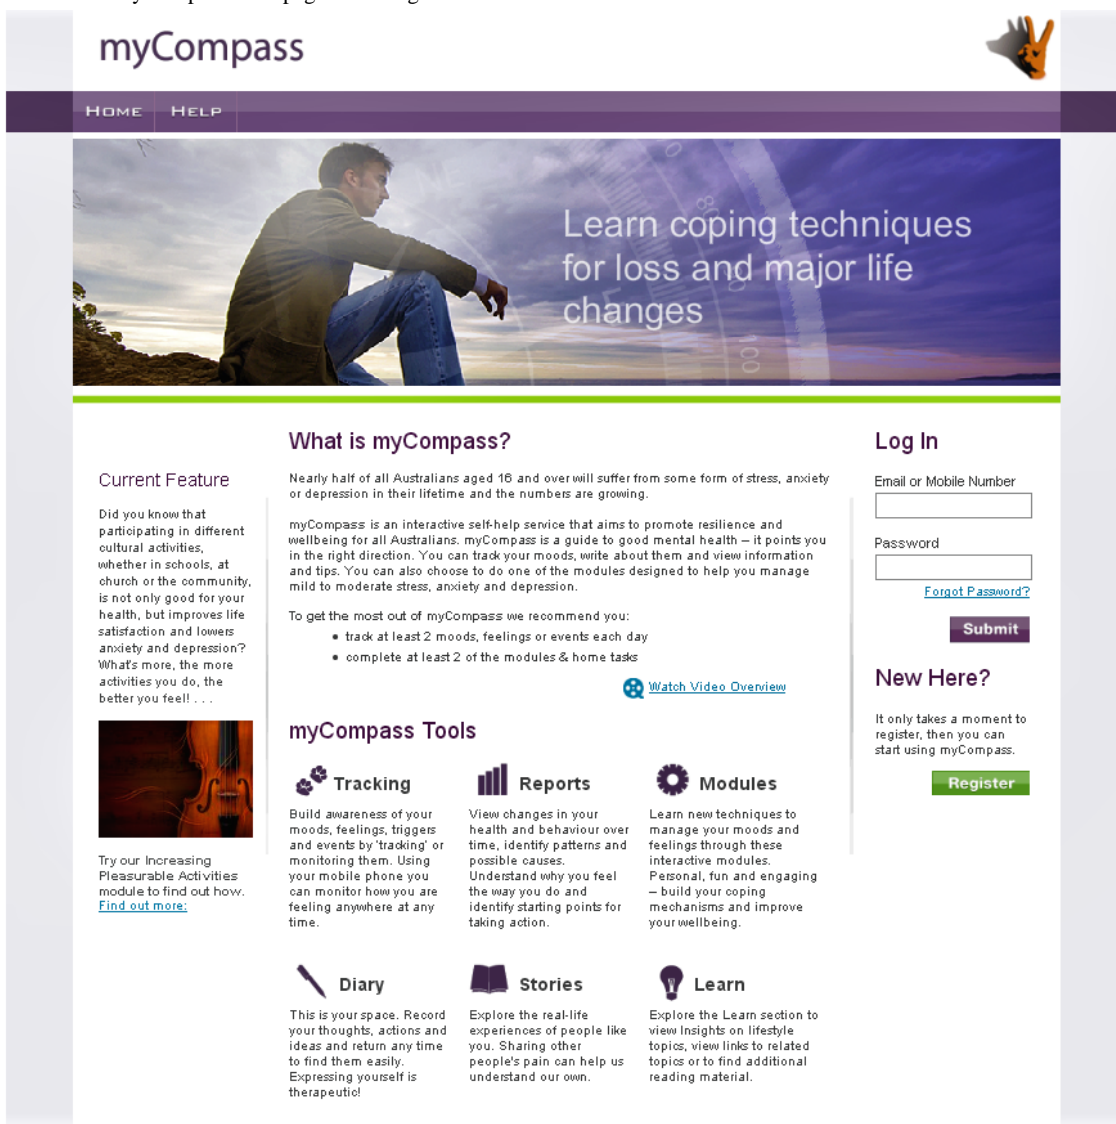 myCompass
HOME HELP
Learn coping techniques
for loss and major life
changes
80
100
Current Feature
Did you know that
participating in different
cultural activities,
whether in schools, at
church or the community,
is not only good for your
health, but improves life
satisfaction and lowers
anxiety and depression?
What's more, the more
activities you do, the
better you feel! . . .
Try our Increasing
Pleasurable Activities
module to find out how.
Find out more:
What is myCompass?
Nearly half of all Australians aged 16 and over will suffer from some form of stress, anxiety
or depression in their lifetime and the numbers are growing.
myCompass is an interactive self-help service that aims to promote resilience and
wellbeing for all Australians. myCompass is a guide to good mental health – it points you
in the right direction. You can track your moods, write about them and view information
and tips. You can also choose to do one of the modules designed to help you manage
mild to moderate stress, anxiety and depression.
To get the most out of myCompass we recommend you:
• track at least 2 moods, feelings or events each day
• complete at least 2 of the modules & home tasks
Watch Video Overview
myCompass Tools
Tracking
Build awareness of your
moods, feelings, triggers
and events by 'tracking' or
monitoring them. Using
your mobile phone you
can monitor how you are
feeling anywhere at any
time.
Reports
View changes in your
health and behaviour over
time, identify patterns and
possible causes.
Understand why you feel
the way you do and
identify starting points for
taking action.
Modules
Learn new techniques to
manage your moods and
feelings through these
interactive modules.
Personal, fun and engaging
– build your coping
mechanisms and improve
your wellbeing.
Diary
This is your space. Record
your thoughts, actions and
ideas and return any time
to find them easily.
Expressing yourself is
therapeutic!
Stories
Explore the real-life
experiences of people like
you. Sharing other
people's pain can help us
understand our own.
Learn
Explore the Learn section to
view Insights on lifestyle
topics, view links to related
topics or to find additional
reading material.
Log In
Email or Mobile Number
Password
Forgot Password?
Submit
New Here?
It only takes a moment to
register, then you can
start using myCompass.
Register